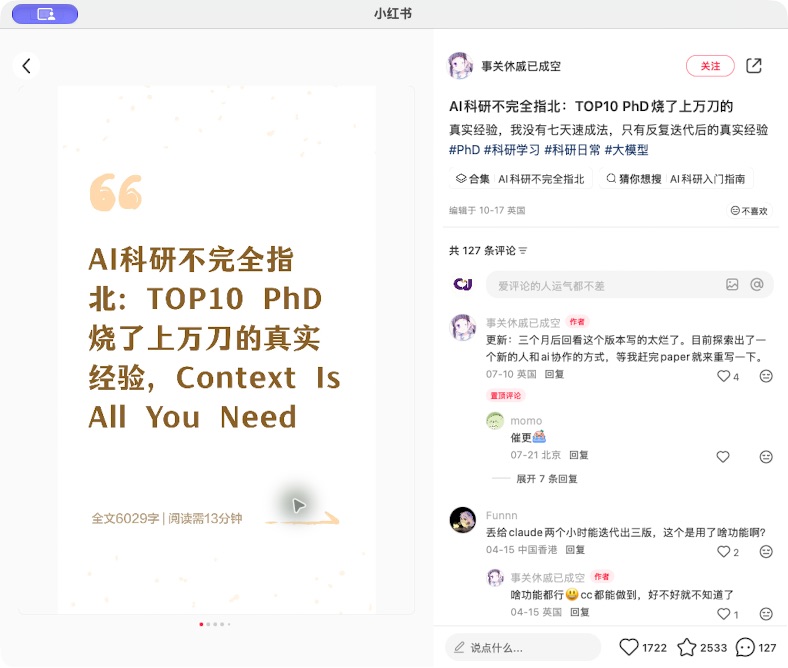 小红书
AI科研不完全指
北：TOP10 PhD
烧了上万刀的真实
经验，Context Is
All You Need
全文6029字|阅读需13分钟
事关休戚已成空
关注
AI科研不完全指北：TOP10 PhD烧了上万刀的
真实经验，我没有七天速成法，只有反复迭代后的真实经验
#PhD #科研学习 #科研日常 #大模型
合集 AI科研不完全指北 猜你想搜 AI科研入门指南
编辑于 10-17 英国 不喜欢
共 127 条评论
爱评论的人运气都不差
事关休戚已成空 作者
更新：三个月后回看这个版本写的太烂了。目前探索出了一
个新的人和ai协作的方式，等我赶完paper就来重写一下。
07-10 英国 回复 4
置顶评论
momo
催更
07-21 北京 回复
展开 7 条回复
Funnn
丢给claude两个小时能迭代出三版，这个是用了啥功能啊?
04-15 中国香港 回复 2
事关休戚已成空 作者
啥功能都行😃cc都能做到，好不好就不知道了
04-15 英国 回复 1
说点什么... 1722 2533 127